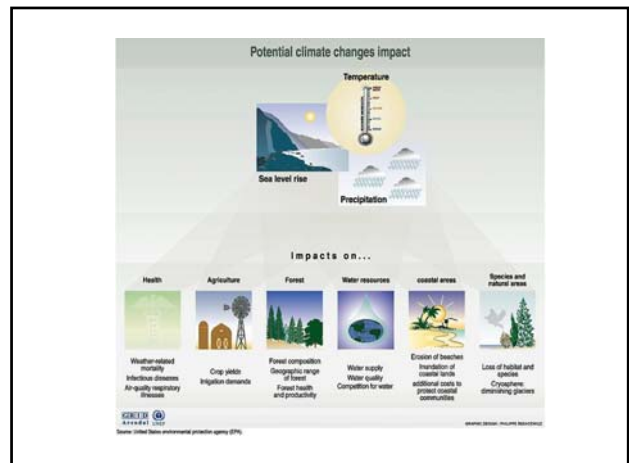 Potential climate changes impact
Temperature
Sea level rise
Precipitation
Impacts on...
Health
Agriculture
Forest
Water resources
coastal areas
Species and
natural areas
Weather-related
mortality
Infectious diseases
Air-quality respiratory
illnesses
Crop yields
Irrigation demands
Forest composition
Geographic range
of forest
Forest health
and productivity
Water supply
Water quality
Competition for water
Erosion of beaches
Inundation of
coastal lands
additional costs to
protect coastal
communities
Loss of habitat and
species
Cryosphere:
diminishing glaciers
GRID
Arendal UNEP
GRAPHIC DESIGN : PHILIPPE REKACEWICZ
Source: United States environmental protection agency (EPA).